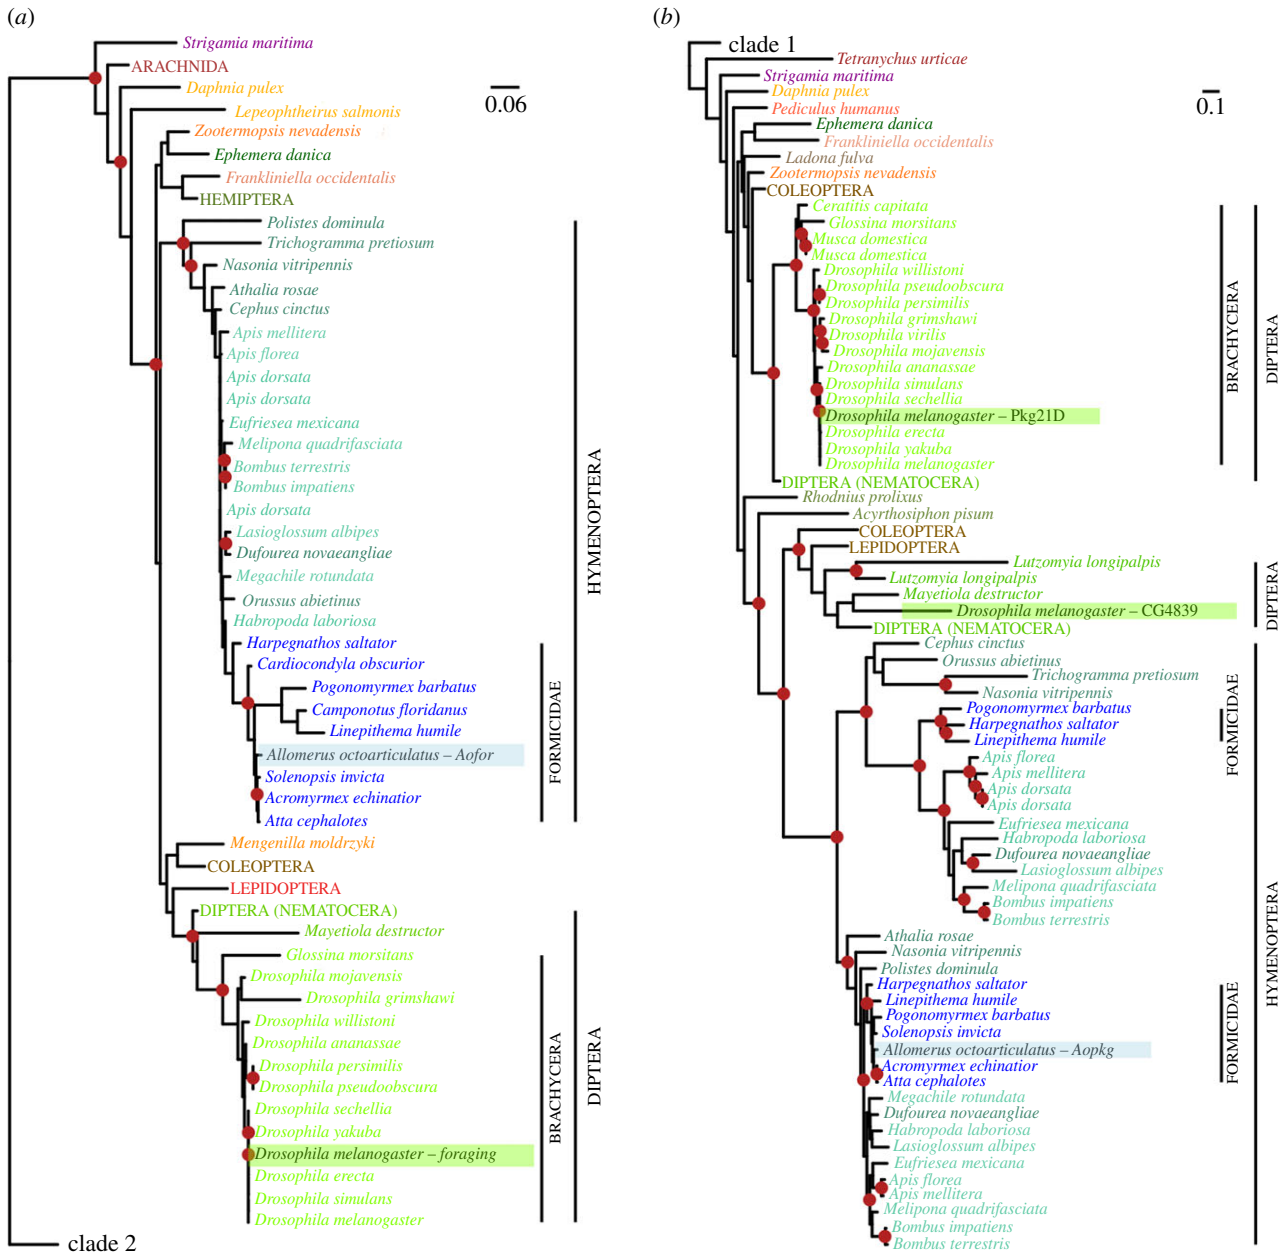 (a)
Strigamia maritima
ARACHNIDA
Daphnia pulex
Lepeophtheirus salmonis
0.06
Zootermopsis nevadensis
Ephemera danica
Frankliniella occidentalis
HEMIPTERA
Polistes dominula
Trichogramma pretiosum
Nasonia vitripennis
Athalia rosae
Cephus cinctus
Apis mellitera
Apis florea
Apis dorsata
Apis dorsata
Eufriesea mexicana
Melipona quadrifasciata
Bombus terrestris
Bombus impatiens
Apis dorsata
Lasioglossum albipes
Dufourea novaeangliae
Megachile rotundata
Orussus abietinus
Habropoda laboriosa
Harpegnathos saltator
Cardiocondyla obscurior
Pogonomyrmex barbatus
Camponotus floridanus
Linepithema humile
Allomerus octoarticulatus – Aofor
Solenopsis invicta
Acromyrmex echinatior
Atta cephalotes
FORMICIDAE
HYMENOPTERA
Mengenilla moldrzyki
COLEOPTERA
LEPIDOPTERA
DIPTERA (NEMATOCERA)
Mayetiola destructor
Glossina morsitans
Drosophila mojavensis
Drosophila grimshawi
Drosophila willistoni
Drosophila ananassae
Drosophila persimilis
Drosophila pseudoobscura
Drosophila sechellia
Drosophila yakuba
Drosophila melanogaster – foraging
Drosophila erecta
Drosophila simulans
Drosophila melanogaster
BRACHYCERA
DIPTERA
clade 2
(b)
clade 1
Tetranychus urticae
Strigamia maritima
Daphnia pulex
0.1
Pediculus humanus
Ephemera danica
Frankliniella occidentalis
Ladona fulva
Zootermopsis nevadensis
COLEOPTERA
Ceratitis capitata
Glossina morsitans
Musca domestica
Musca domestica
Drosophila willistoni
Drosophila pseudoobscura
Drosophila persimilis
Drosophila grimshawi
Drosophila virilis
Drosophila mojavensis
Drosophila ananassae
Drosophila simulans
Drosophila sechellia
Drosophila melanogaster – Pkg21D
Drosophila erecta
Drosophila yakuba
Drosophila melanogaster
DIPTERA (NEMATOCERA)
BRACHYCERA
DIPTERA
Rhodnius prolixus
Acyrthosiphon pisum
COLEOPTERA
LEPIDOPTERA
Lutzomyia longipalpis
Lutzomyia longipalpis
Mayetiola destructor
Drosophila melanogaster – CG4839
DIPTERA (NEMATOCERA)
DIPTERA
Cephus cinctus
Orussus abietinus
Trichogramma pretiosum
Nasonia vitripennis
Pogonomyrmex barbatus
Harpegnathos saltator
Linepithema humile
FORMICIDAE
Apis florea
Apis mellitera
Apis dorsata
Apis dorsata
Eufriesea mexicana
Habropoda laboriosa
Dufourea novaeangliae
Lasioglossum albipes
Melipona quadrifasciata
Bombus impatiens
Bombus terrestris
Athalia rosae
Nasonia vitripennis
Polistes dominula
Harpegnathos saltator
Linepithema humile
Pogonomyrmex barbatus
Solenopsis invicta
Allomerus octoarticulatus – Aopkg
Acromyrmex echinatior
Atta cephalotes
FORMICIDAE
Megachile rotundata
Dufourea novaeangliae
Habropoda laboriosa
Lasioglossum albipes
Eufriesea mexicana
Apis florea
Apis mellitera
Melipona quadrifasciata
Bombus impatiens
Bombus terrestris
HYMENOPTERA